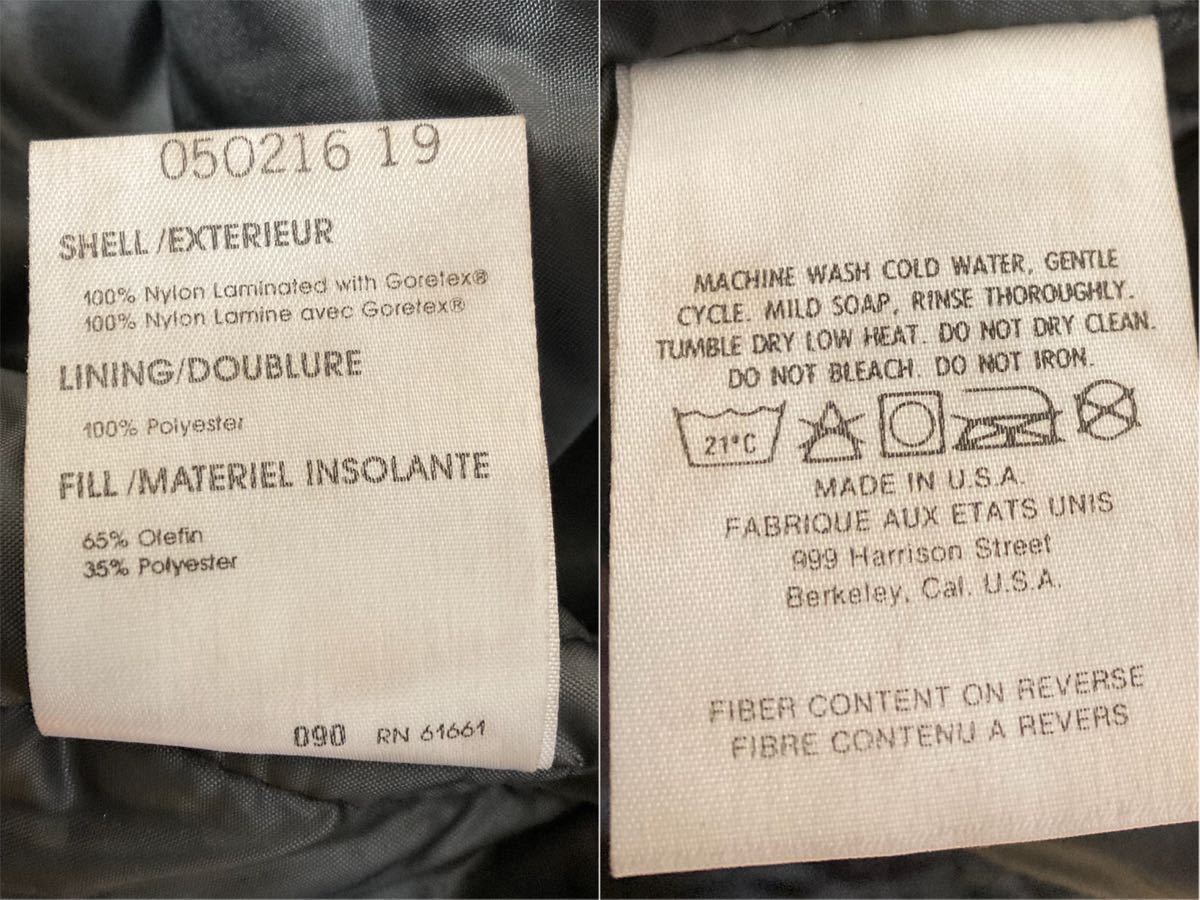 050216 19
SHELL/EXTERIEUR
100% Nylon Laminated with Goretex®
100% Nylon Lamine avec Goretex®
LINING/DOUBLURE
100% Polyester
FILL/MATERIEL INSOLANTE
65% Olefin
35% Polyester
090 RN 61661
MACHINE WASH COLD WATER, GENTLE
CYCLE. MILD SOAP, RINSE THOROUGHLY.
TUMBLE DRY LOW HEAT. DO NOT DRY CLEAN.
DO NOT BLEACH. DO NOT IRON.
21°C
MADE IN U.S.A.
FABRIQUE AUX ETATS UNIS
999 Harrison Street
Berkeley, Cal. U.S.A.
FIBER CONTENT ON REVERSE
FIBRE CONTENU A REVERS